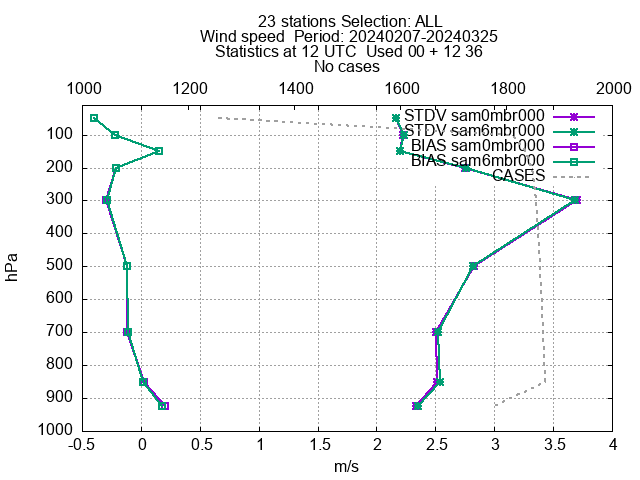 23 stations Selection: ALL
Wind speed  Period: 20240207-20240325
Statistics at 12 UTC  Used 00 + 12 36
No cases
1000 1200 1400 1600 1800 2000
STDV sam0mbr000
STDV sam6mbr000
BIAS sam0mbr000
BIAS sam6mbr000
CASES
100
200
300
400
500
600
700
800
900
1000
hPa
-0.5 0 0.5 1 1.5 2 2.5 3 3.5 4
m/s